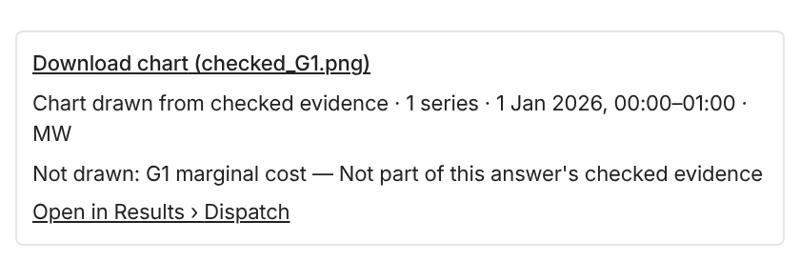 Download chart (checked_G1.png)
Chart drawn from checked evidence · 1 series · 1 Jan 2026, 00:00–01:00 ·
MW
Not drawn: G1 marginal cost — Not part of this answer's checked evidence
Open in Results › Dispatch